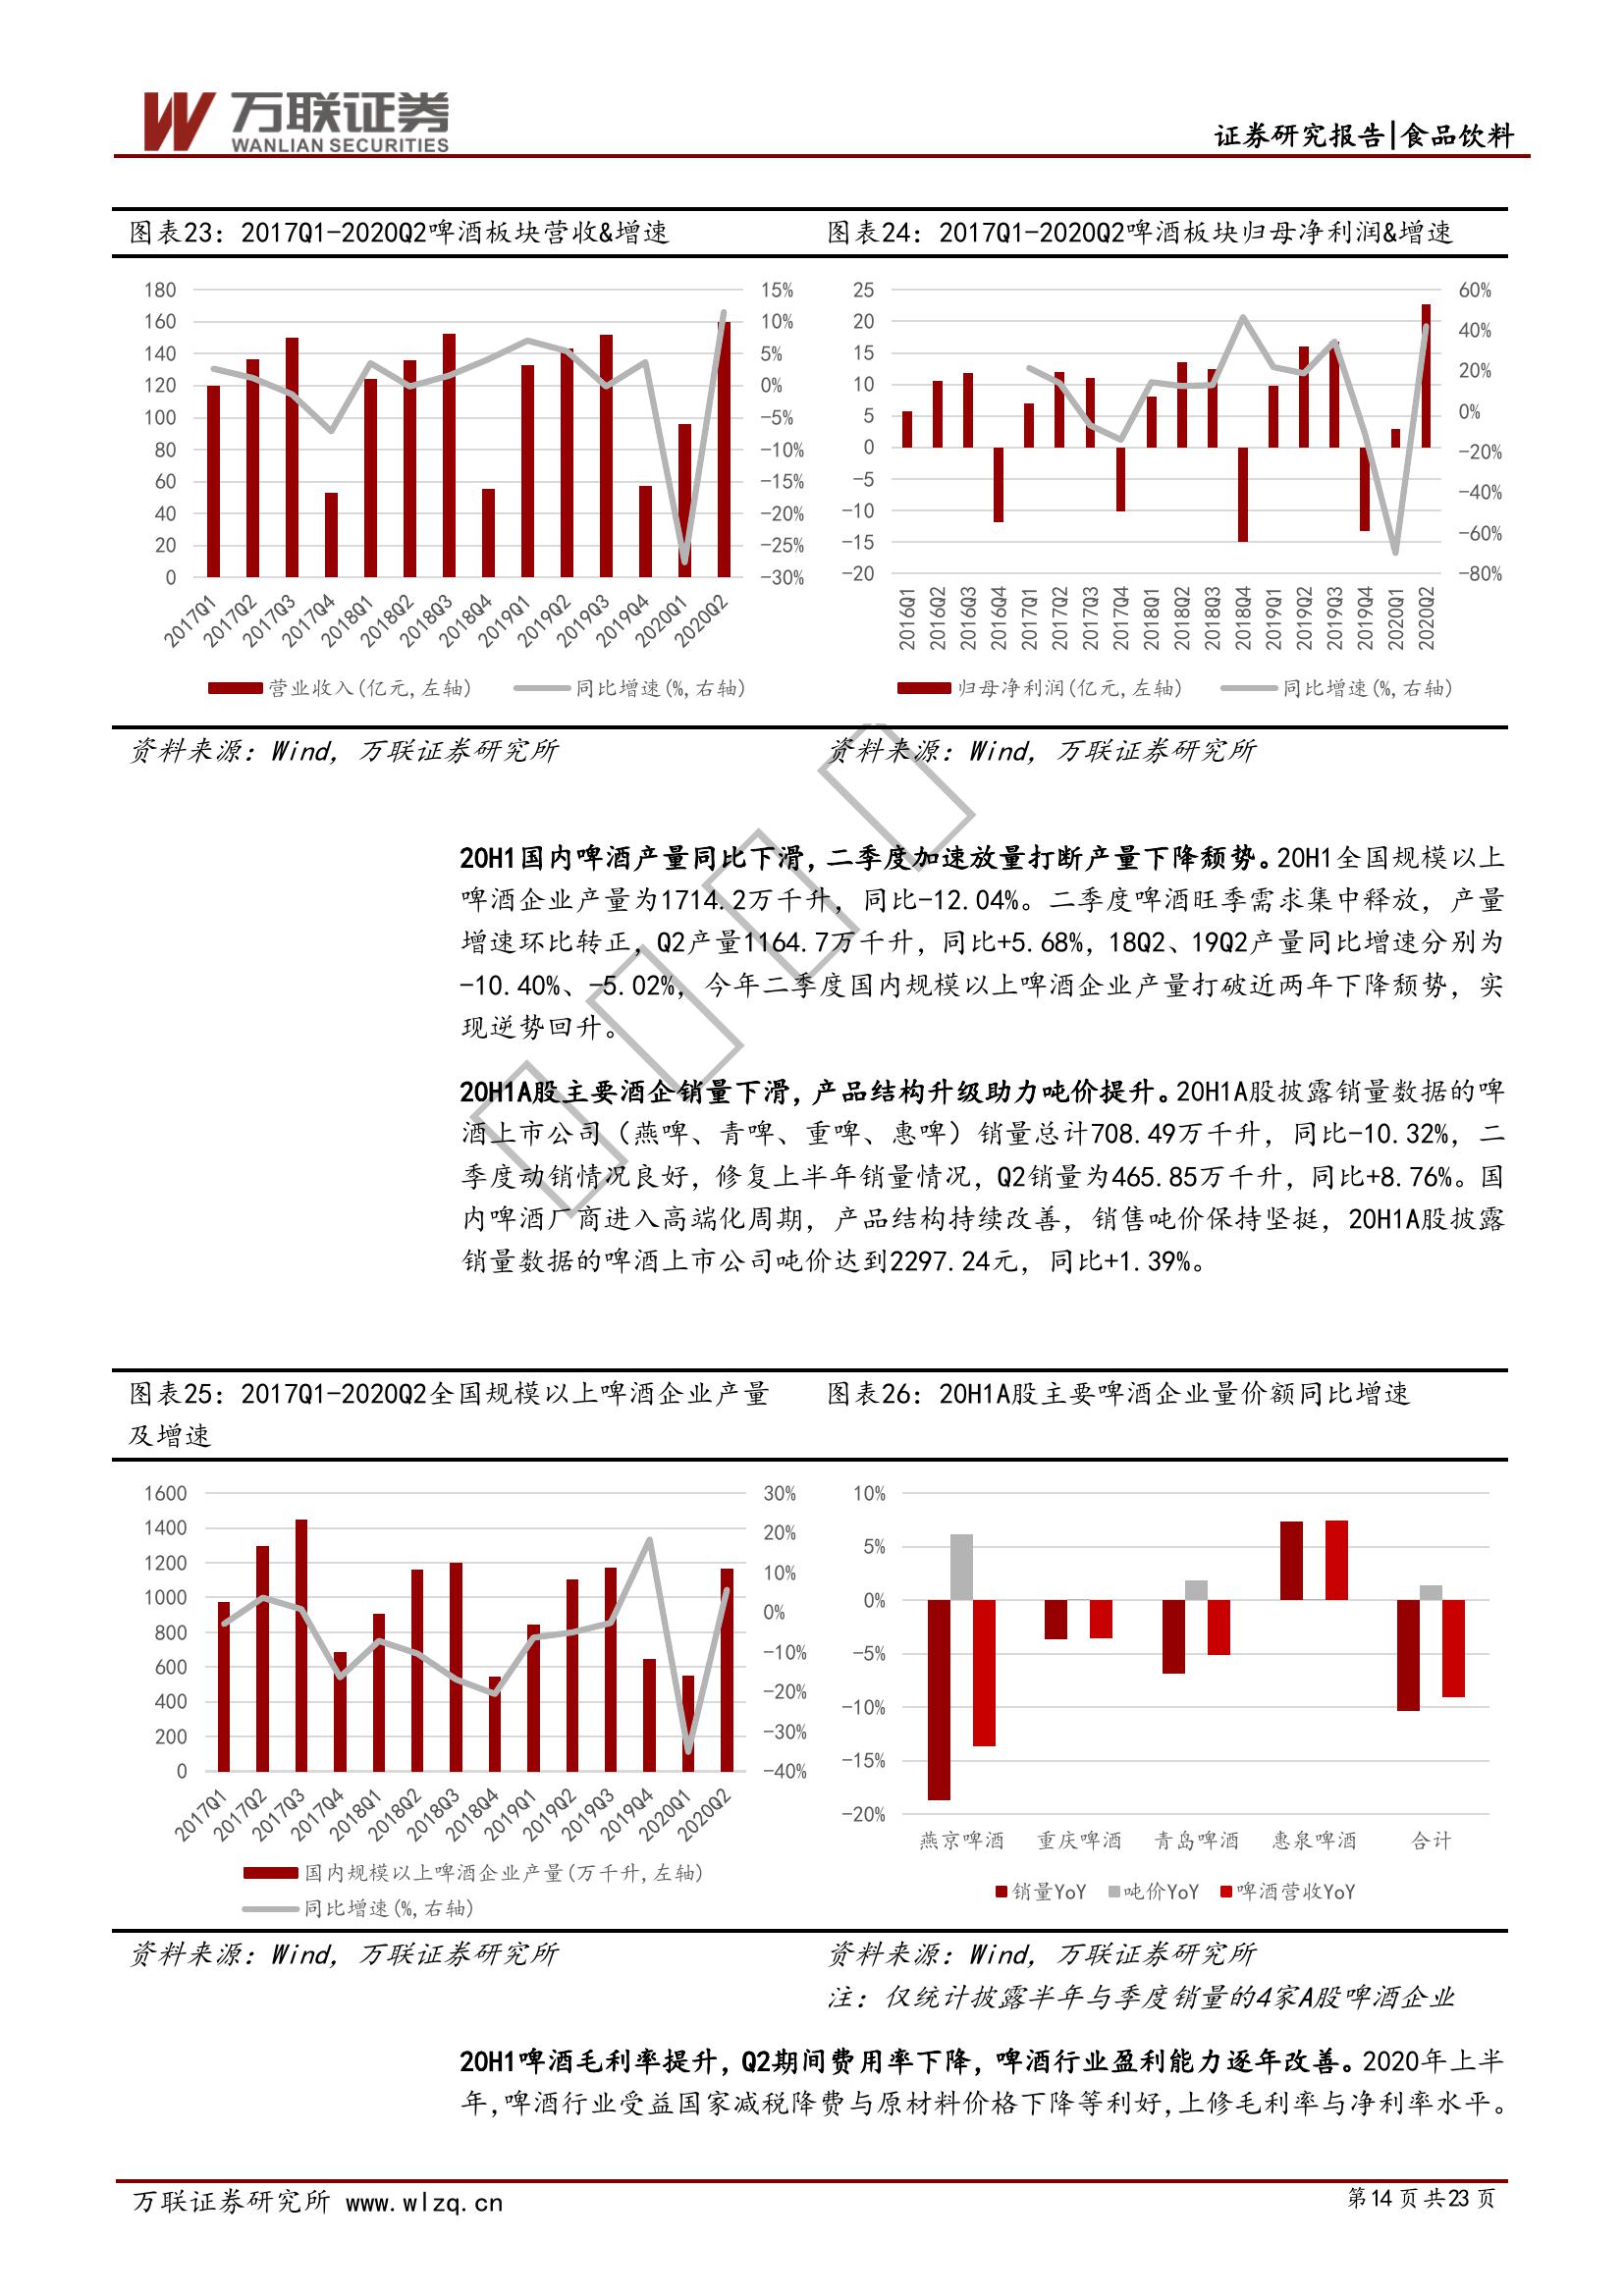 万联证券
WANLIAN SECURITIES
证券研究报告|食品饮料
图表23：2017Q1-2020Q2啤酒板块营收&增速
180
160
140
120
100
80
60
40
20
0
15%
10%
5%
0%
-5%
-10%
-15%
-20%
-25%
-30%
2017Q1
2017Q2
2017Q3
2017Q4
2018Q1
2018Q2
2018Q3
2018Q4
2019Q1
2019Q2
2019Q3
2019Q4
2020Q1
2020Q2
营业收入(亿元,左轴)
同比增速(%,右轴)
资料来源：Wind，万联证券研究所
图表24：2017Q1-2020Q2啤酒板块归母净利润&增速
25
20
15
10
5
0
-5
-10
-15
-20
60%
40%
20%
0%
-20%
-40%
-60%
-80%
2016Q1
2016Q2
2016Q3
2016Q4
2017Q1
2017Q2
2017Q3
2017Q4
2018Q1
2018Q2
2018Q3
2018Q4
2019Q1
2019Q2
2019Q3
2019Q4
2020Q1
2020Q2
归母净利润(亿元,左轴)
同比增速(%,右轴)
资料来源：Wind，万联证券研究所
20H1国内啤酒产量同比下滑，二季度加速放量打断产量下降颓势。20H1全国规模以上
啤酒企业产量为1714.2万千升，同比-12.04%。二季度啤酒旺季需求集中释放，产量
增速环比转正，Q2产量1164.7万千升，同比+5.68%，18Q2、19Q2产量同比增速分别为
-10.40%、-5.02%，今年二季度国内规模以上啤酒企业产量打破近两年下降颓势，实
现逆势回升。
20H1A股主要酒企销量下滑，产品结构升级助力吨价提升。20H1A股披露销量数据的啤
酒上市公司（燕啤、青啤、重啤、惠啤）销量总计708.49万千升，同比-10.32%，二
季度动销情况良好，修复上半年销量情况，Q2销量为465.85万千升，同比+8.76%。国
内啤酒厂商进入高端化周期，产品结构持续改善，销售吨价保持坚挺，20H1A股披露
销量数据的啤酒上市公司吨价达到2297.24元，同比+1.39%。
图表25：2017Q1-2020Q2全国规模以上啤酒企业产量
及增速
1600
1400
1200
1000
800
600
400
200
0
30%
20%
10%
0%
-10%
-20%
-30%
-40%
2017Q1
2017Q2
2017Q3
2017Q4
2018Q1
2018Q2
2018Q3
2018Q4
2019Q1
2019Q2
2019Q3
2019Q4
2020Q1
2020Q2
国内规模以上啤酒企业产量(万千升,左轴)
同比增速(%,右轴)
资料来源：Wind，万联证券研究所
图表26：20H1A股主要啤酒企业量价额同比增速
10%
5%
0%
-5%
-10%
-15%
-20%
燕京啤酒 重庆啤酒 青岛啤酒 惠泉啤酒 合计
销量YoY 吨价YoY 啤酒营收YoY
资料来源：Wind，万联证券研究所
注：仅统计披露半年与季度销量的4家A股啤酒企业
20H1啤酒毛利率提升，Q2期间费用率下降，啤酒行业盈利能力逐年改善。2020年上半
年,啤酒行业受益国家减税降费与原材料价格下降等利好,上修毛利率与净利率水平。
万联证券研究所 www.wlzq.cn
第14页共23页